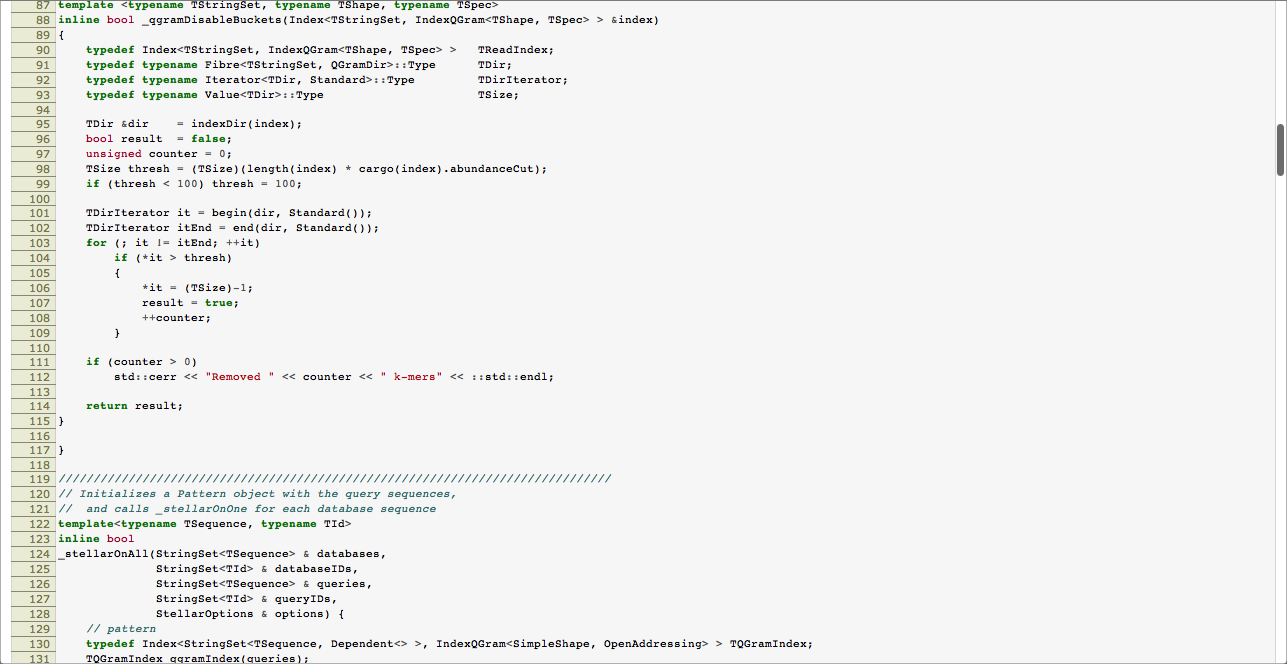 87 template <typename TStringSet, typename TShape, typename TSpec>
88 inline bool _qgramDisableBuckets(Index<TStringSet, IndexQGram<TShape, TSpec> > &index)
89 {
90     typedef Index<TStringSet, IndexQGram<TShape, TSpec> >   TReadIndex;
91     typedef typename Fibre<TStringSet, QGramDir>::Type      TDir;
92     typedef typename Iterator<TDir, Standard>::Type         TDirIterator;
93     typedef typename Value<TDir>::Type                      TSize;
94
95     TDir &dir    = indexDir(index);
96     bool result  = false;
97     unsigned counter = 0;
98     TSize thresh = (TSize)(length(index) * cargo(index).abundanceCut);
99     if (thresh < 100) thresh = 100;
100
101     TDirIterator it = begin(dir, Standard());
102     TDirIterator itEnd = end(dir, Standard());
103     for (; it != itEnd; ++it)
104         if (*it > thresh)
105         {
106             *it = (TSize)-1;
107             result = true;
108             ++counter;
109         }
110
111     if (counter > 0)
112         std::cerr << "Removed " << counter << " k-mers" << ::std::endl;
113
114     return result;
115 }
116
117 }
118
119 ///////////////////////////////////////////////////////////////////////////////
120 // Initializes a Pattern object with the query sequences,
121 //  and calls _stellarOnOne for each database sequence
122 template<typename TSequence, typename TId>
123 inline bool
124 _stellarOnAll(StringSet<TSequence> & databases,
125               StringSet<TId> & databaseIDs,
126               StringSet<TSequence> & queries,
127               StringSet<TId> & queryIDs,
128               StellarOptions & options) {
129     // pattern
130     typedef Index<StringSet<TSequence, Dependent<> >, IndexQGram<SimpleShape, OpenAddressing> > TQGramIndex;
131     TQGramIndex qgramIndex(queries);